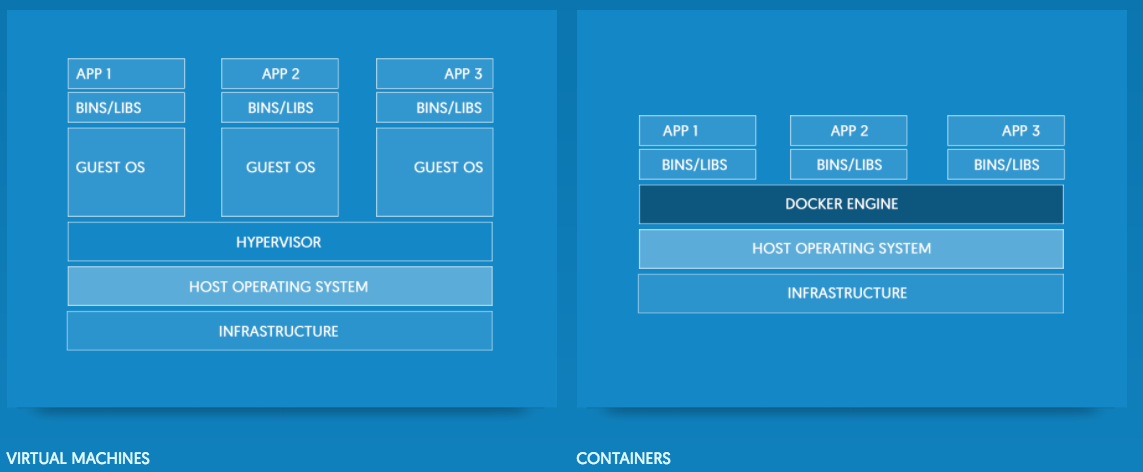 APP 1
APP 2
APP 3
BINS/LIBS
BINS/LIBS
BINS/LIBS
GUEST OS
GUEST OS
GUEST OS
HYPERVISOR
HOST OPERATING SYSTEM
INFRASTRUCTURE
VIRTUAL MACHINES
APP 1
APP 2
APP 3
BINS/LIBS
BINS/LIBS
BINS/LIBS
DOCKER ENGINE
HOST OPERATING SYSTEM
INFRASTRUCTURE
CONTAINERS